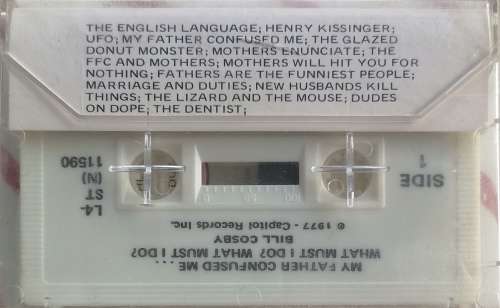 THE ENGLISH LANGUAGE; HENRY KISSINGER;
UFO; MY FATHER CONFUSED ME; THE GLAZED
DONUT MONSTER; MOTHERS ENUNCIATE; THE
FFC AND MOTHERS; MOTHERS WILL HIT YOU FOR
NOTHING; FATHERS ARE THE FUNNIEST PEOPLE;
MARRIAGE AND DUTIES; NEW HUSBANDS KILL
THINGS; THE LIZARD AND THE MOUSE; DUDES
ON DOPE; THE DENTIST;
MY FATHER CONFUSED ME ...
WHAT MUST I DO? WHAT MUST I DO?
BILL COSBY
© 1977 - Capitol Records Inc.
SIDE
1
L4-
ST
(N)
11590
100 50 0